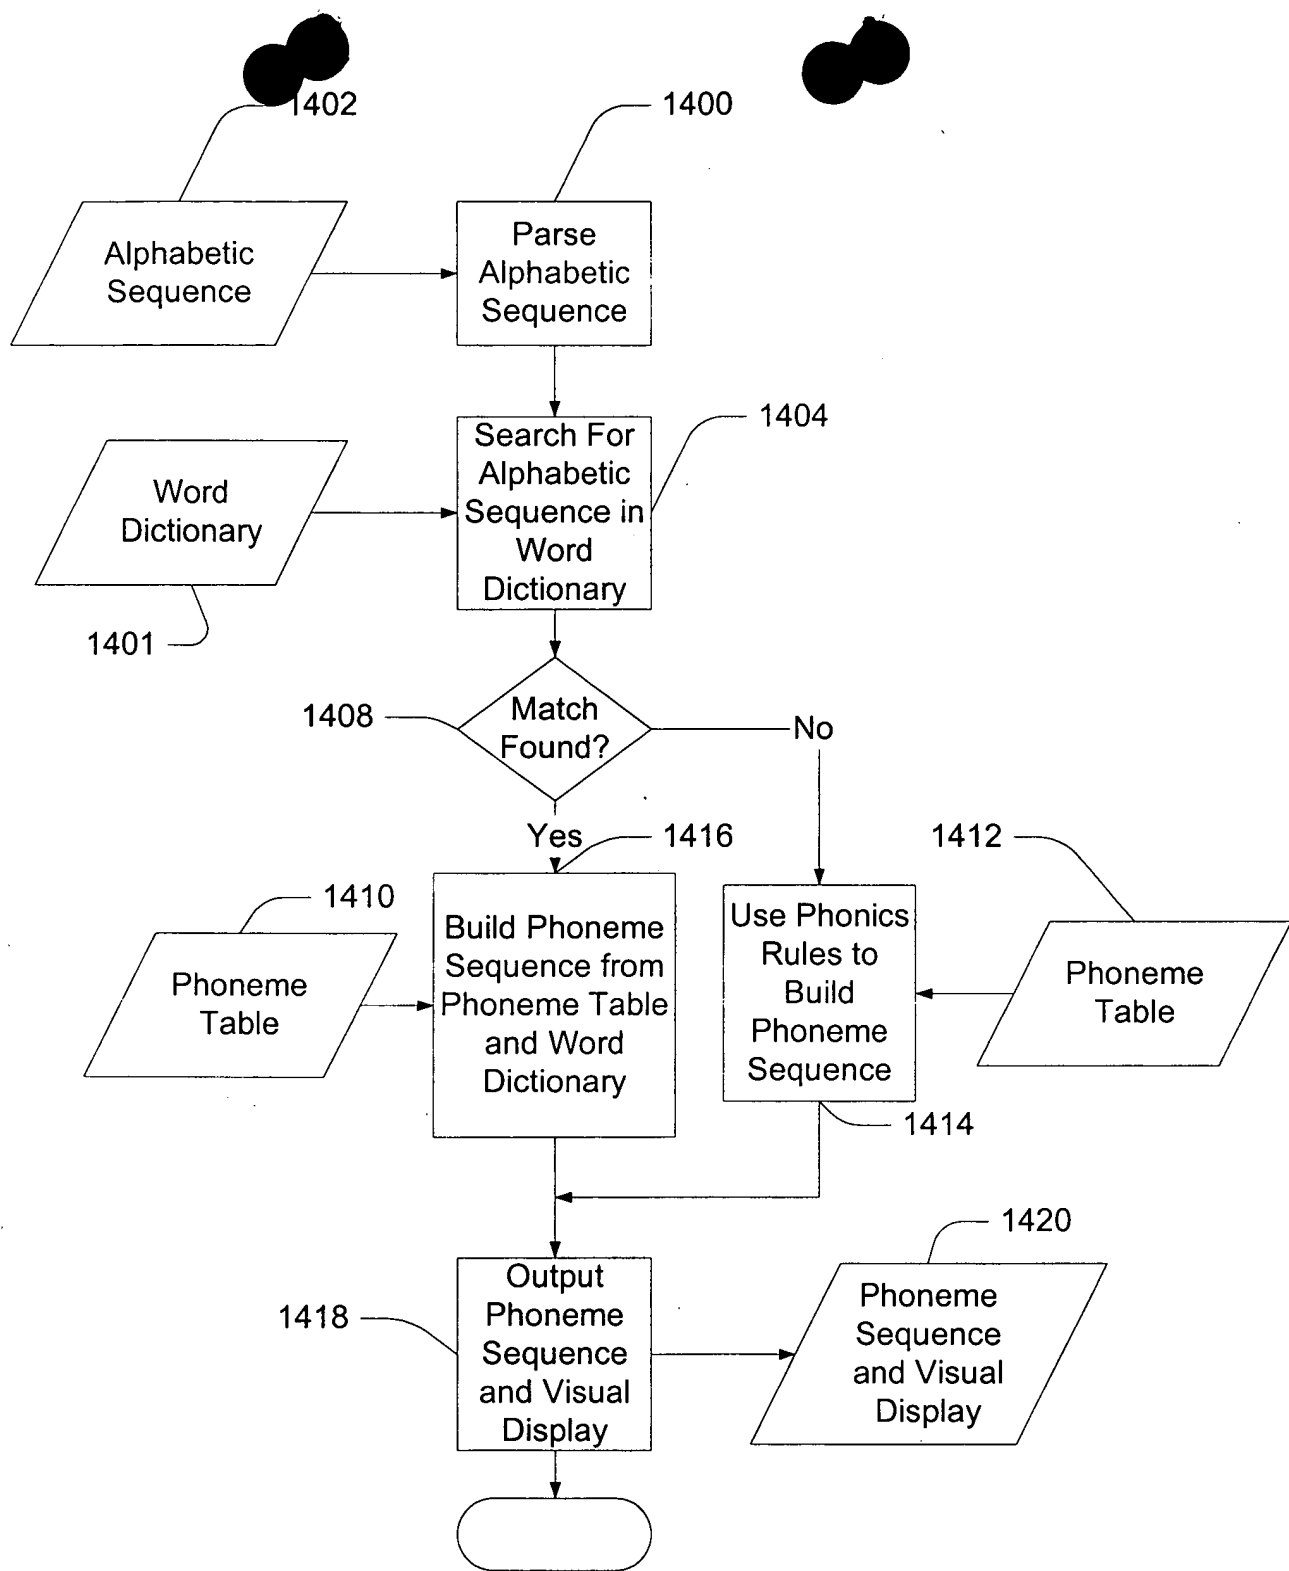 1402
1400
Alphabetic
Sequence
Parse
Alphabetic
Sequence
1404
Search For
Alphabetic
Sequence in
Word
Dictionary
Word
Dictionary
1401
1408
Match
Found?
No
Yes
1416
1412
1410
Build Phoneme
Sequence from
Phoneme Table
and Word
Dictionary
Use Phonics
Rules to
Build
Phoneme
Sequence
Phoneme
Table
Phoneme
Table
1414
1420
1418
Output
Phoneme
Sequence
and Visual
Display
Phoneme
Sequence
and Visual
Display